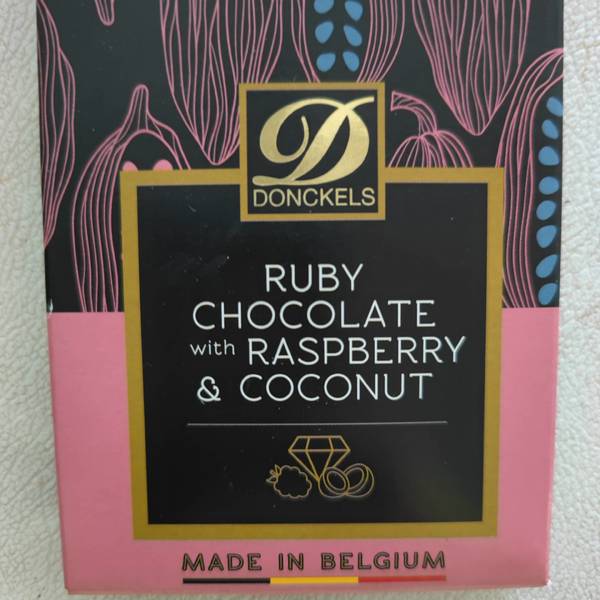 D
DONCKELS
RUBY
CHOCOLATE
with RASPBERRY
& COCONUT
MADE IN BELGIUM